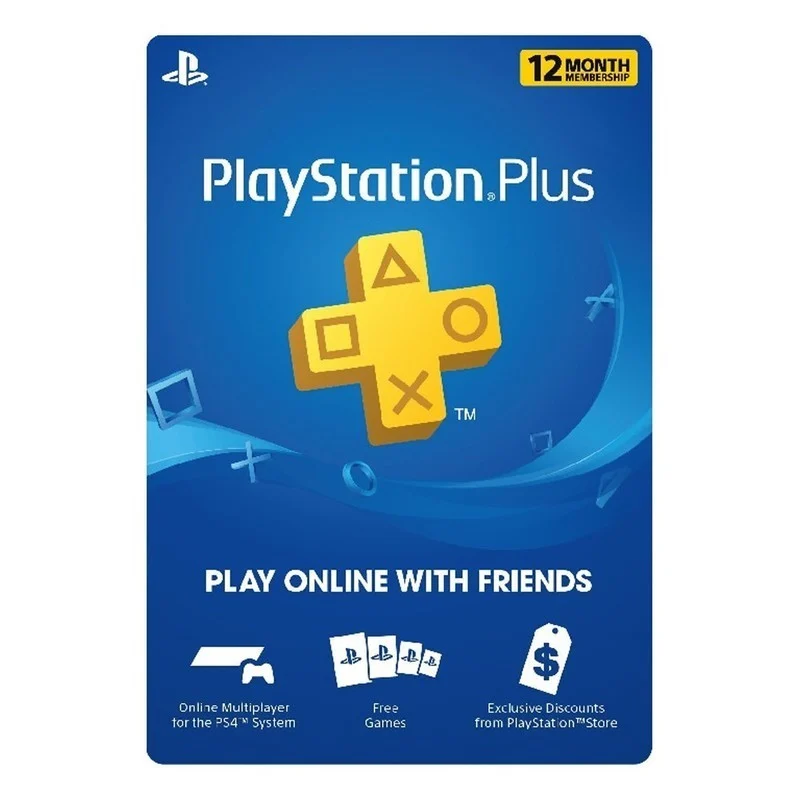 12 MONTH
MEMBERSHIP
PlayStation®Plus
TM
PLAY ONLINE WITH FRIENDS
Online Multiplayer
for the PS4™ System
Free
Games
$
Exclusive Discounts
from PlayStation™Store